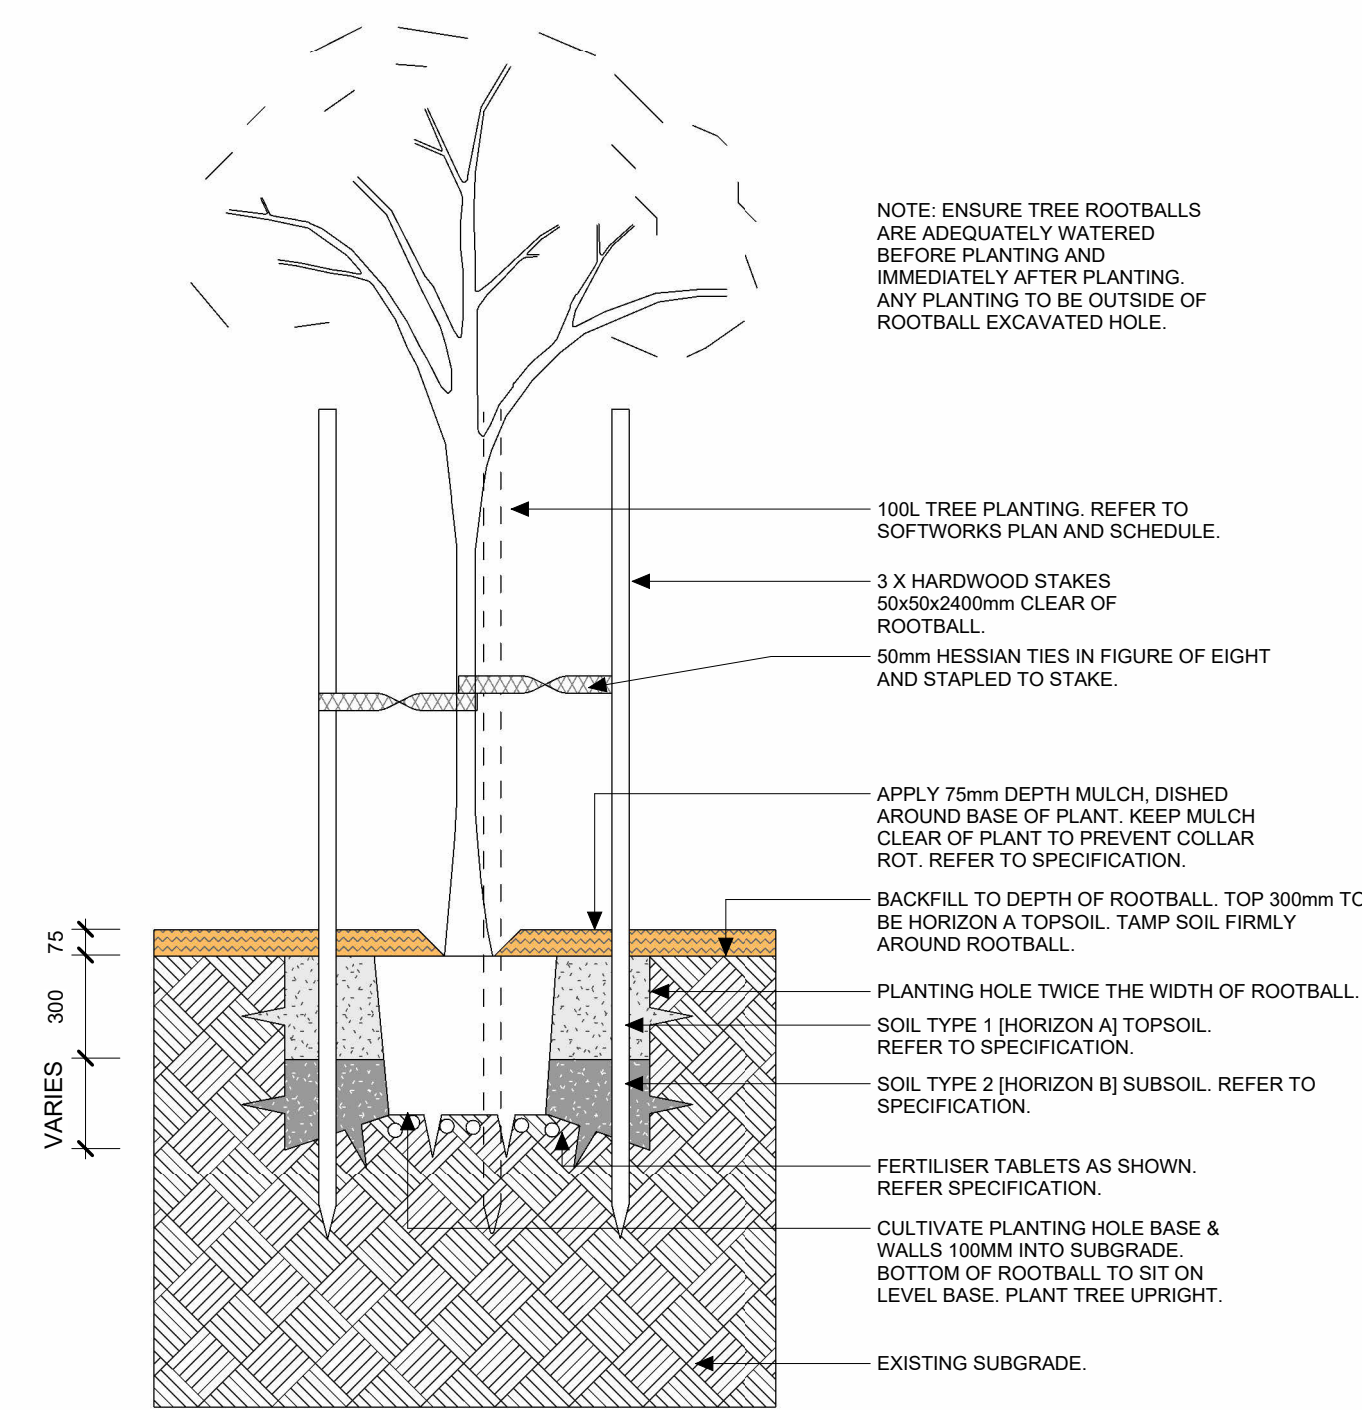 NOTE: ENSURE TREE ROOTBALLS
ARE ADEQUATELY WATERED
BEFORE PLANTING AND
IMMEDIATELY AFTER PLANTING.
ANY PLANTING TO BE OUTSIDE OF
ROOTBALL EXCAVATED HOLE.
100L TREE PLANTING. REFER TO
SOFTWORKS PLAN AND SCHEDULE.
3 X HARDWOOD STAKES
50x50x2400mm CLEAR OF
ROOTBALL.
50mm HESSIAN TIES IN FIGURE OF EIGHT
AND STAPLED TO STAKE.
APPLY 75mm DEPTH MULCH, DISHED
AROUND BASE OF PLANT. KEEP MULCH
CLEAR OF PLANT TO PREVENT COLLAR
ROT. REFER TO SPECIFICATION.
BACKFILL TO DEPTH OF ROOTBALL. TOP 300mm TO
BE HORIZON A TOPSOIL. TAMP SOIL FIRMLY
AROUND ROOTBALL.
PLANTING HOLE TWICE THE WIDTH OF ROOTBALL.
SOIL TYPE 1 [HORIZON A] TOPSOIL.
REFER TO SPECIFICATION.
SOIL TYPE 2 [HORIZON B] SUBSOIL. REFER TO
SPECIFICATION.
FERTILISER TABLETS AS SHOWN.
REFER SPECIFICATION.
CULTIVATE PLANTING HOLE BASE &
WALLS 100MM INTO SUBGRADE.
BOTTOM OF ROOTBALL TO SIT ON
LEVEL BASE. PLANT TREE UPRIGHT.
EXISTING SUBGRADE.
75
300
VARIES